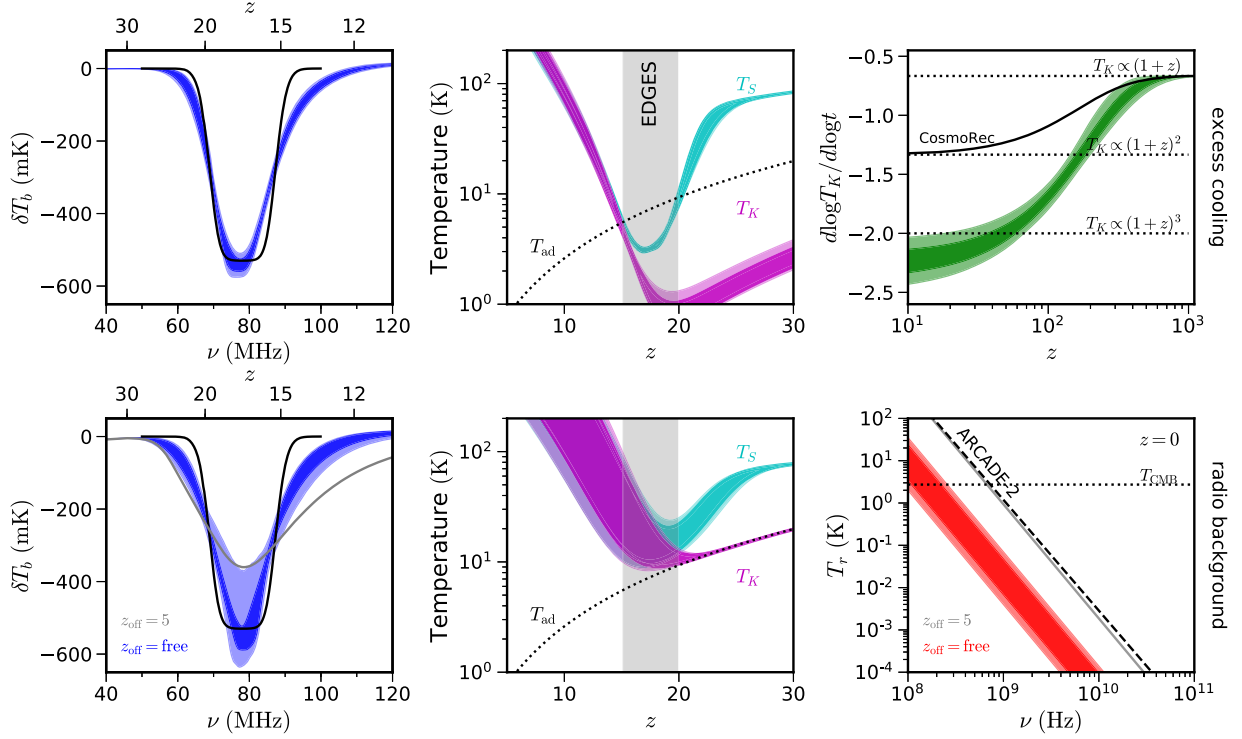 z
30 20 15 12
0
−200
−400
−600
δT_b (mK)
40 60 80 100 120
ν (MHz)
10^2
10^1
10^0
Temperature (K)
EDGES
T_S
T_K
T_ad
10 20 30
z
−0.5
−1.0
−1.5
−2.0
−2.5
dlogT_K/dlogt
T_K ∝ (1+z)
CosmoRec
T_K ∝ (1+z)^2
T_K ∝ (1+z)^3
10^1 10^2 10^3
z
excess cooling
z
30 20 15 12
0
−200
−400
−600
δT_b (mK)
z_off = 5
z_off = free
40 60 80 100 120
ν (MHz)
10^2
10^1
10^0
Temperature (K)
T_S
T_K
T_ad
10 20 30
z
10^2
10^1
10^0
10^-1
10^-2
10^-3
10^-4
T_r (K)
ARCADE-2
z = 0
T_CMB
z_off = 5
z_off = free
10^8 10^9 10^10 10^11
ν (Hz)
radio background